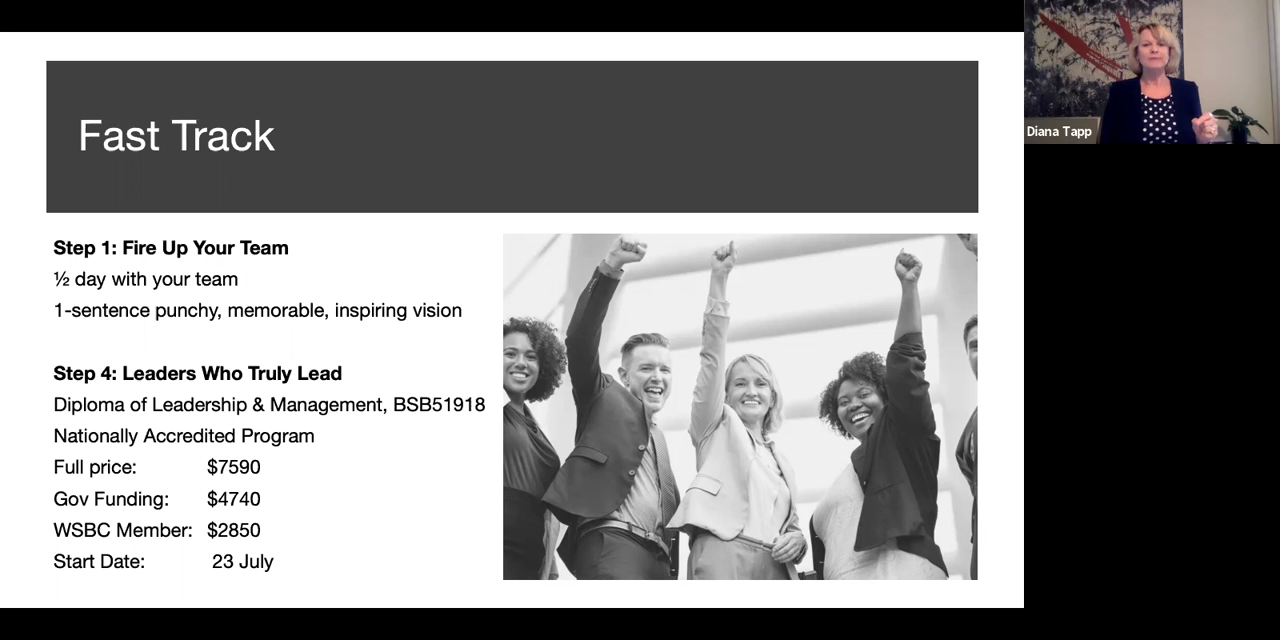 Fast Track
Step 1: Fire Up Your Team
½ day with your team
1-sentence punchy, memorable, inspiring vision
Step 4: Leaders Who Truly Lead
Diploma of Leadership & Management, BSB51918
Nationally Accredited Program
Full price: $7590
Gov Funding: $4740
WSBC Member: $2850
Start Date: 23 July
Diana Tapp